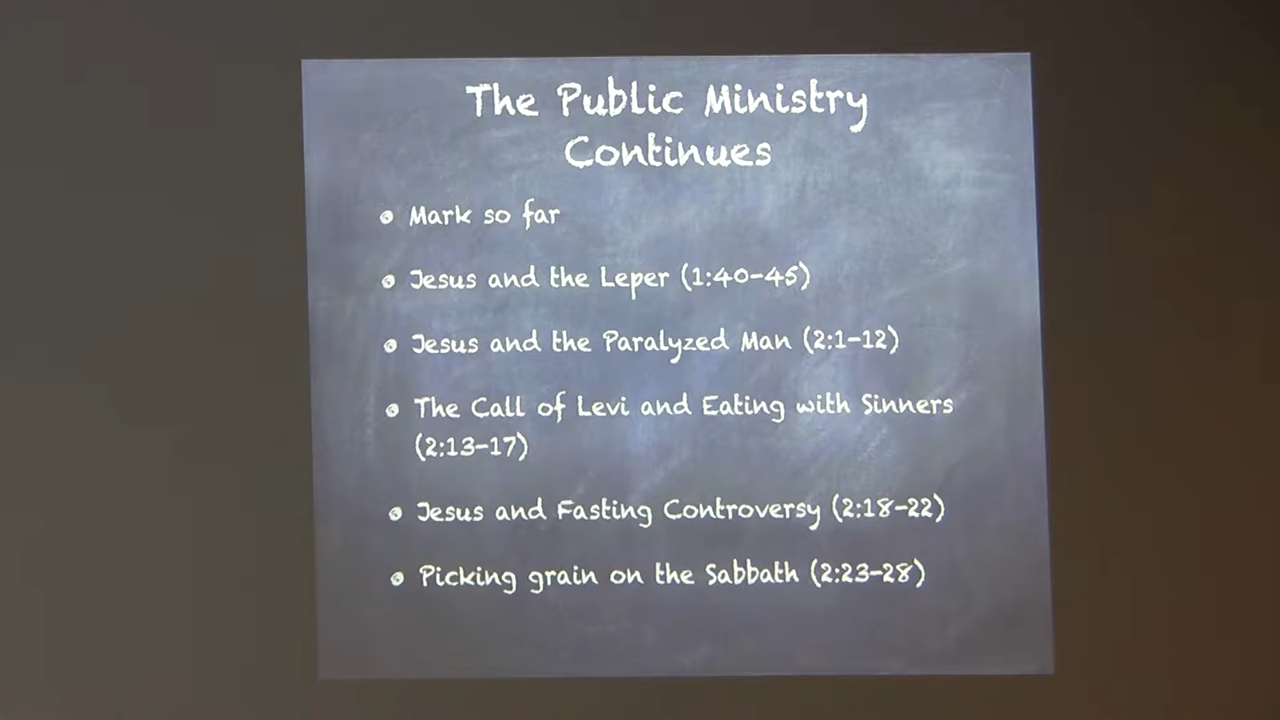 The Public Ministry
Continues
Mark so far
Jesus and the Leper (1:40-45)
Jesus and the Paralyzed Man (2:1-12)
The Call of Levi and Eating with Sinners
(2:13-17)
Jesus and Fasting Controversy (2:18-22)
Picking grain on the Sabbath (2:23-28)